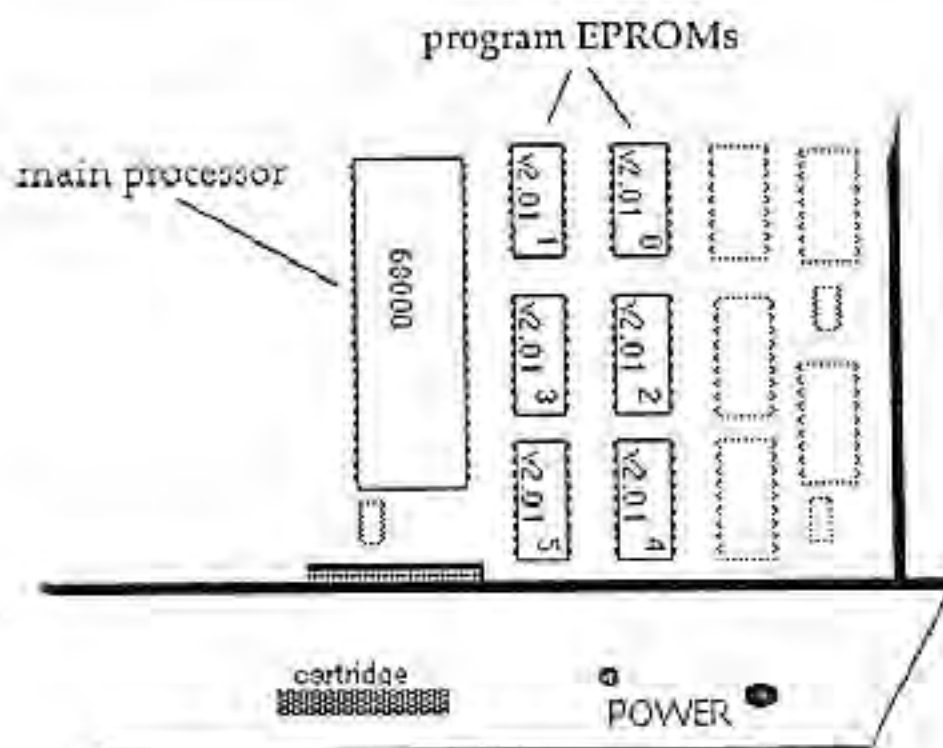 program EPROMs
main processor
68000
v2.01 1
v2.01 0
v2.01 3
v2.01 2
v2.01 5
v2.01 4
cartridge
POWER